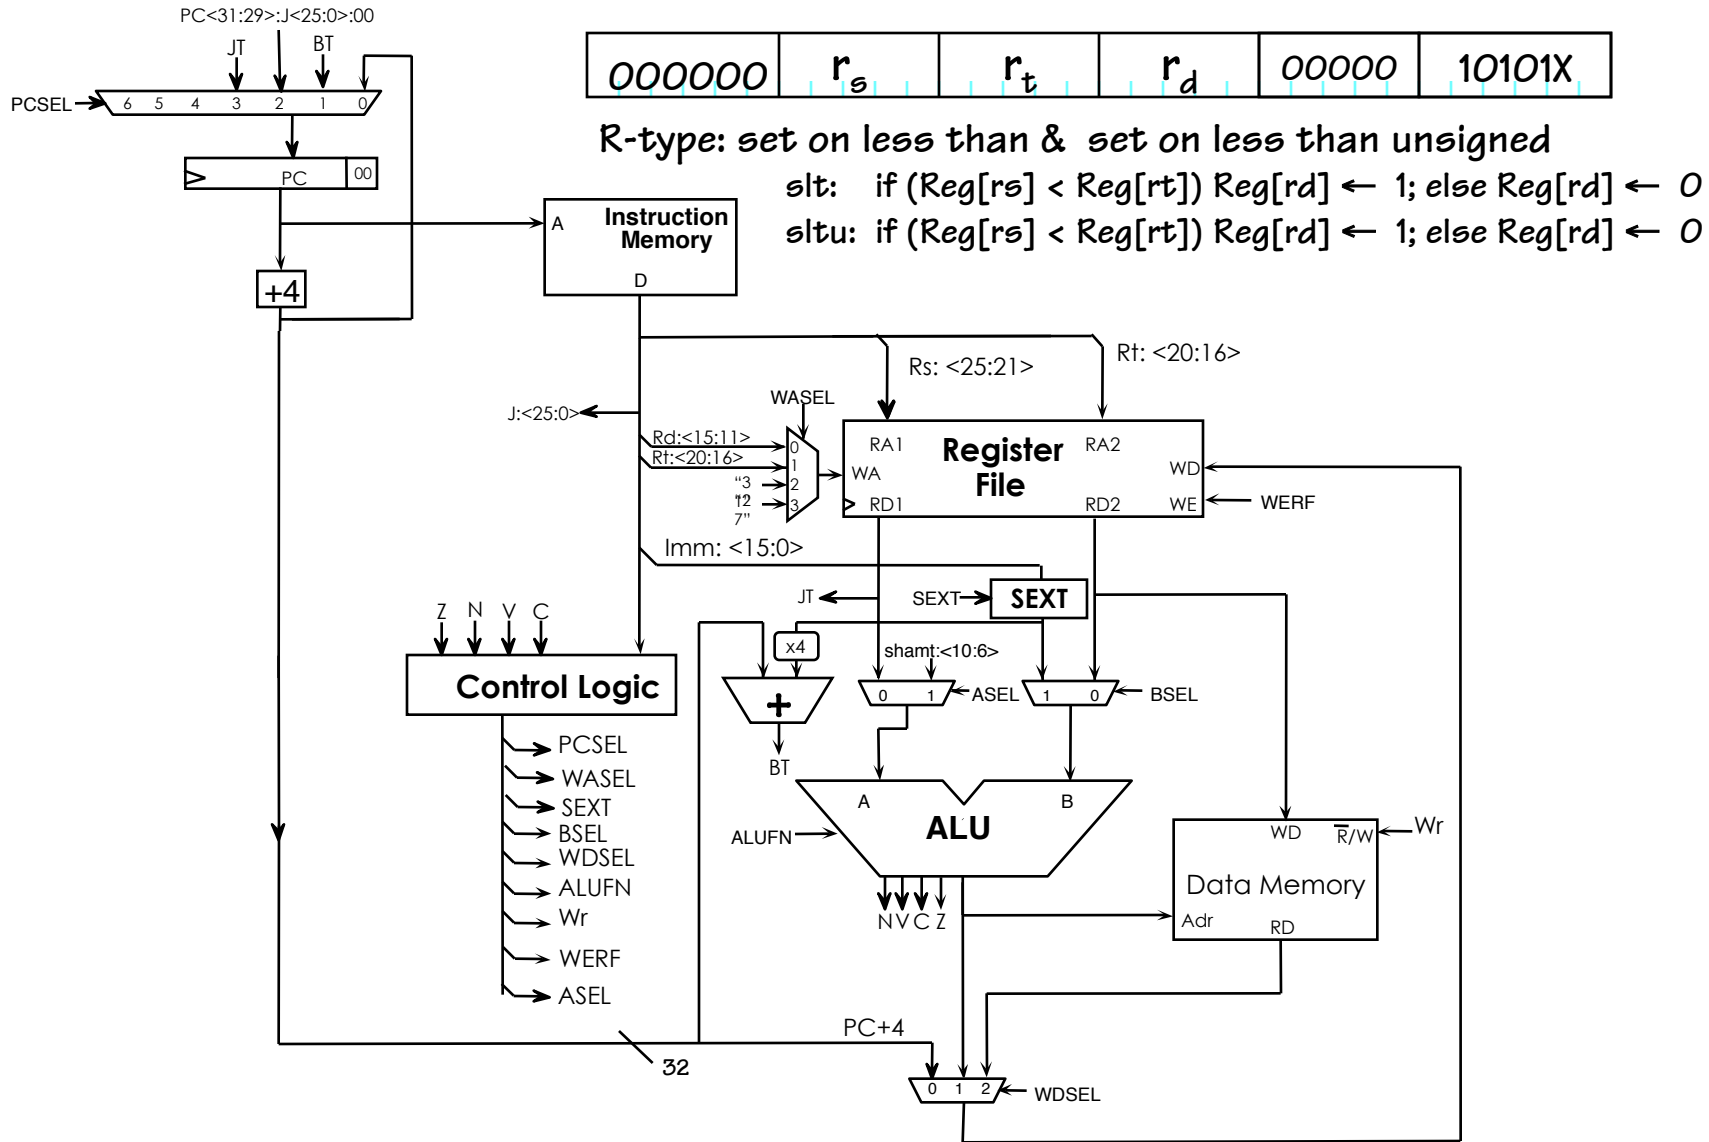 PC<31:29>:J<25:0>:00
JT
BT
PCSEL
6 5 4 3 2 1 0
PC
00
+4
000000 rs rt rd 00000 10101X
R-type: set on less than & set on less than unsigned
slt: if (Reg[rs] < Reg[rt]) Reg[rd] ← 1; else Reg[rd] ← 0
sltu: if (Reg[rs] < Reg[rt]) Reg[rd] ← 1; else Reg[rd] ← 0
A
Instruction
Memory
D
Rs: <25:21>
Rt: <20:16>
J:<25:0>
WASEL
Rd:<15:11>
Rt:<20:16>
“3
1”
“2
7”
0
1
2
3
RA1
Register
File
RA2
WA
WD
RD1
RD2
WE
WERF
Imm: <15:0>
JT
SEXT
SEXT
x4
shamt:<10:6>
+
BT
0 1
ASEL
1 0
BSEL
Z N V C
Control Logic
PCSEL
WASEL
SEXT
BSEL
WDSEL
ALUFN
Wr
WERF
ASEL
A
B
ALU
ALUFN
N V C Z
WD
R/W
Wr
Data Memory
Adr
RD
PC+4
32
0 1 2
WDSEL